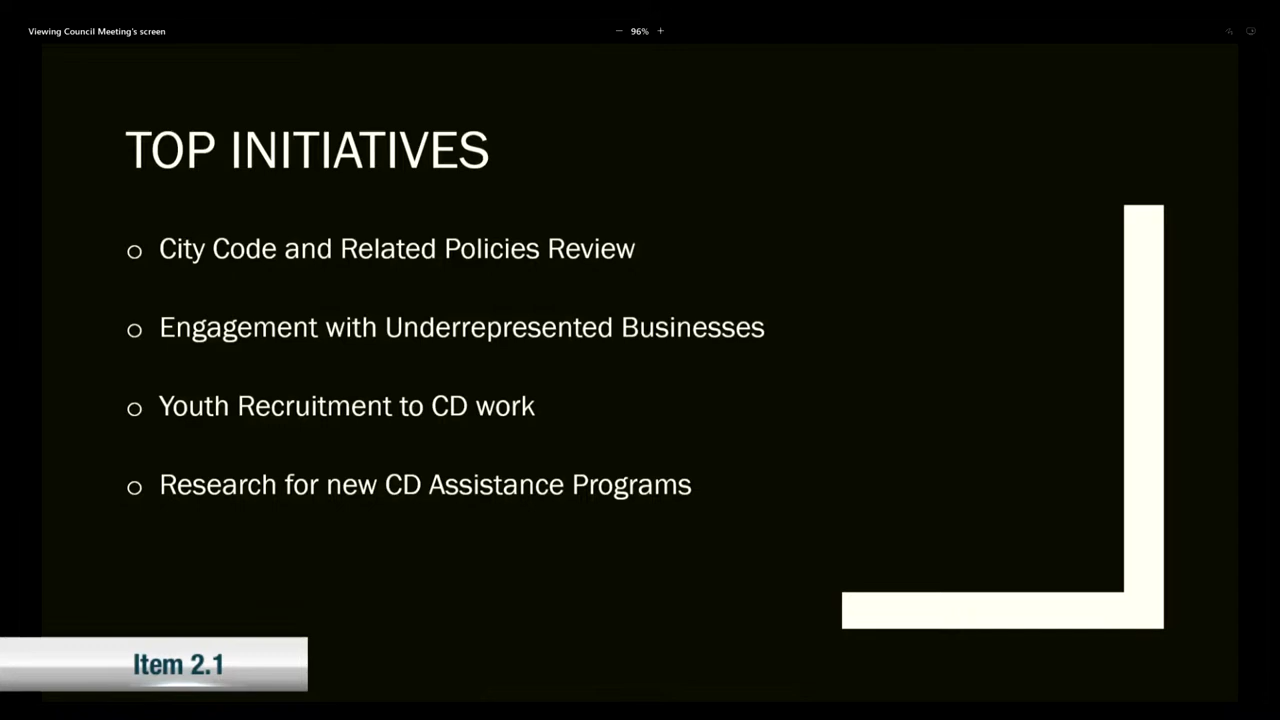 Viewing Council Meeting's screen
− 96% +
TOP INITIATIVES
o City Code and Related Policies Review
o Engagement with Underrepresented Businesses
o Youth Recruitment to CD work
o Research for new CD Assistance Programs
Item 2.1